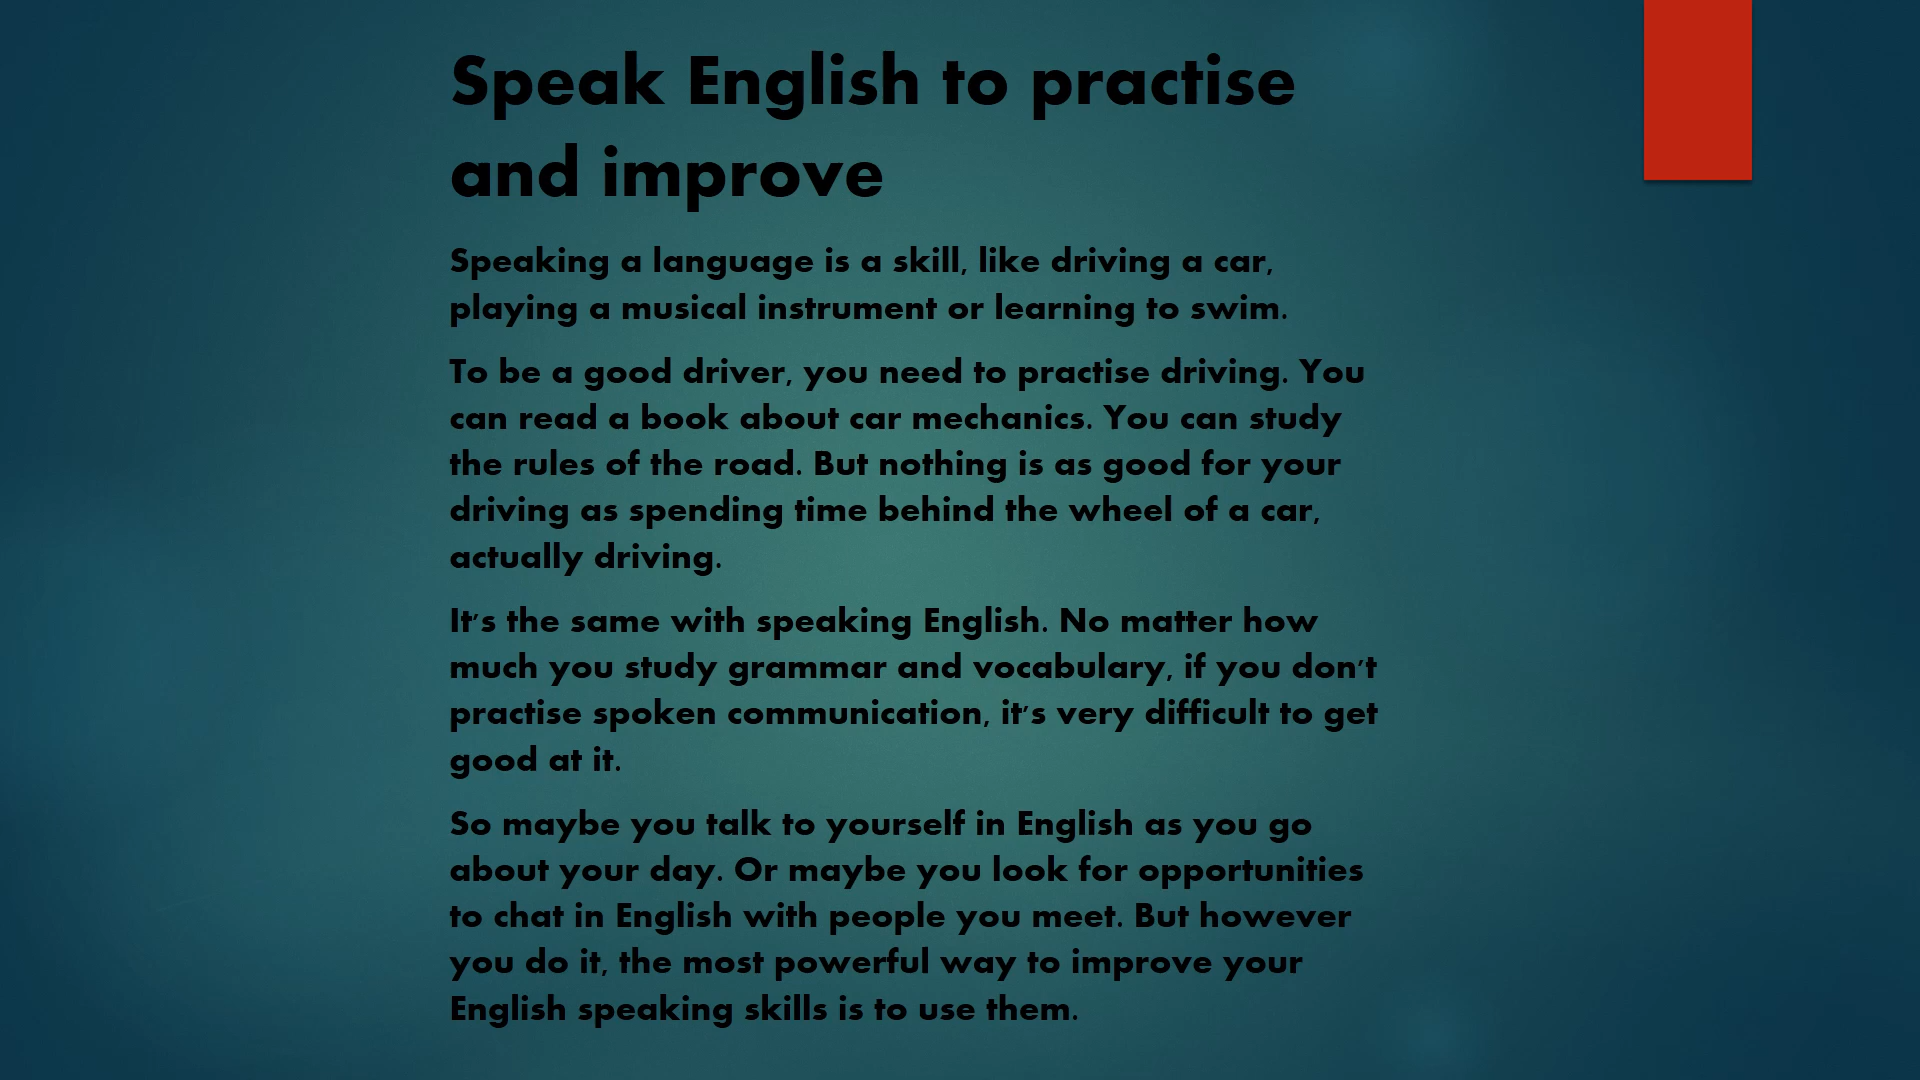 Speak English to practise
and improve
Speaking a language is a skill, like driving a car,
playing a musical instrument or learning to swim.
To be a good driver, you need to practise driving. You
can read a book about car mechanics. You can study
the rules of the road. But nothing is as good for your
driving as spending time behind the wheel of a car,
actually driving.
It’s the same with speaking English. No matter how
much you study grammar and vocabulary, if you don’t
practise spoken communication, it’s very difficult to get
good at it.
So maybe you talk to yourself in English as you go
about your day. Or maybe you look for opportunities
to chat in English with people you meet. But however
you do it, the most powerful way to improve your
English speaking skills is to use them.